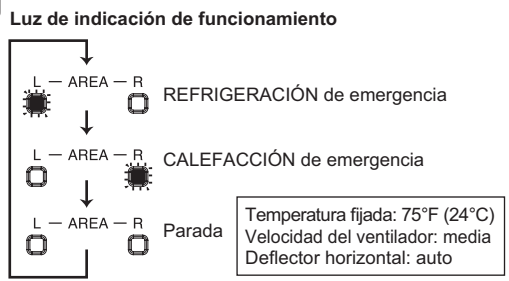 Luz de indicación de funcionamiento
L — AREA — R
REFRIGERACIÓN de emergencia
L — AREA — R
CALEFACCIÓN de emergencia
L — AREA — R
Parada
Temperatura fijada: 75°F (24°C)
Velocidad del ventilador: media
Deflector horizontal: auto